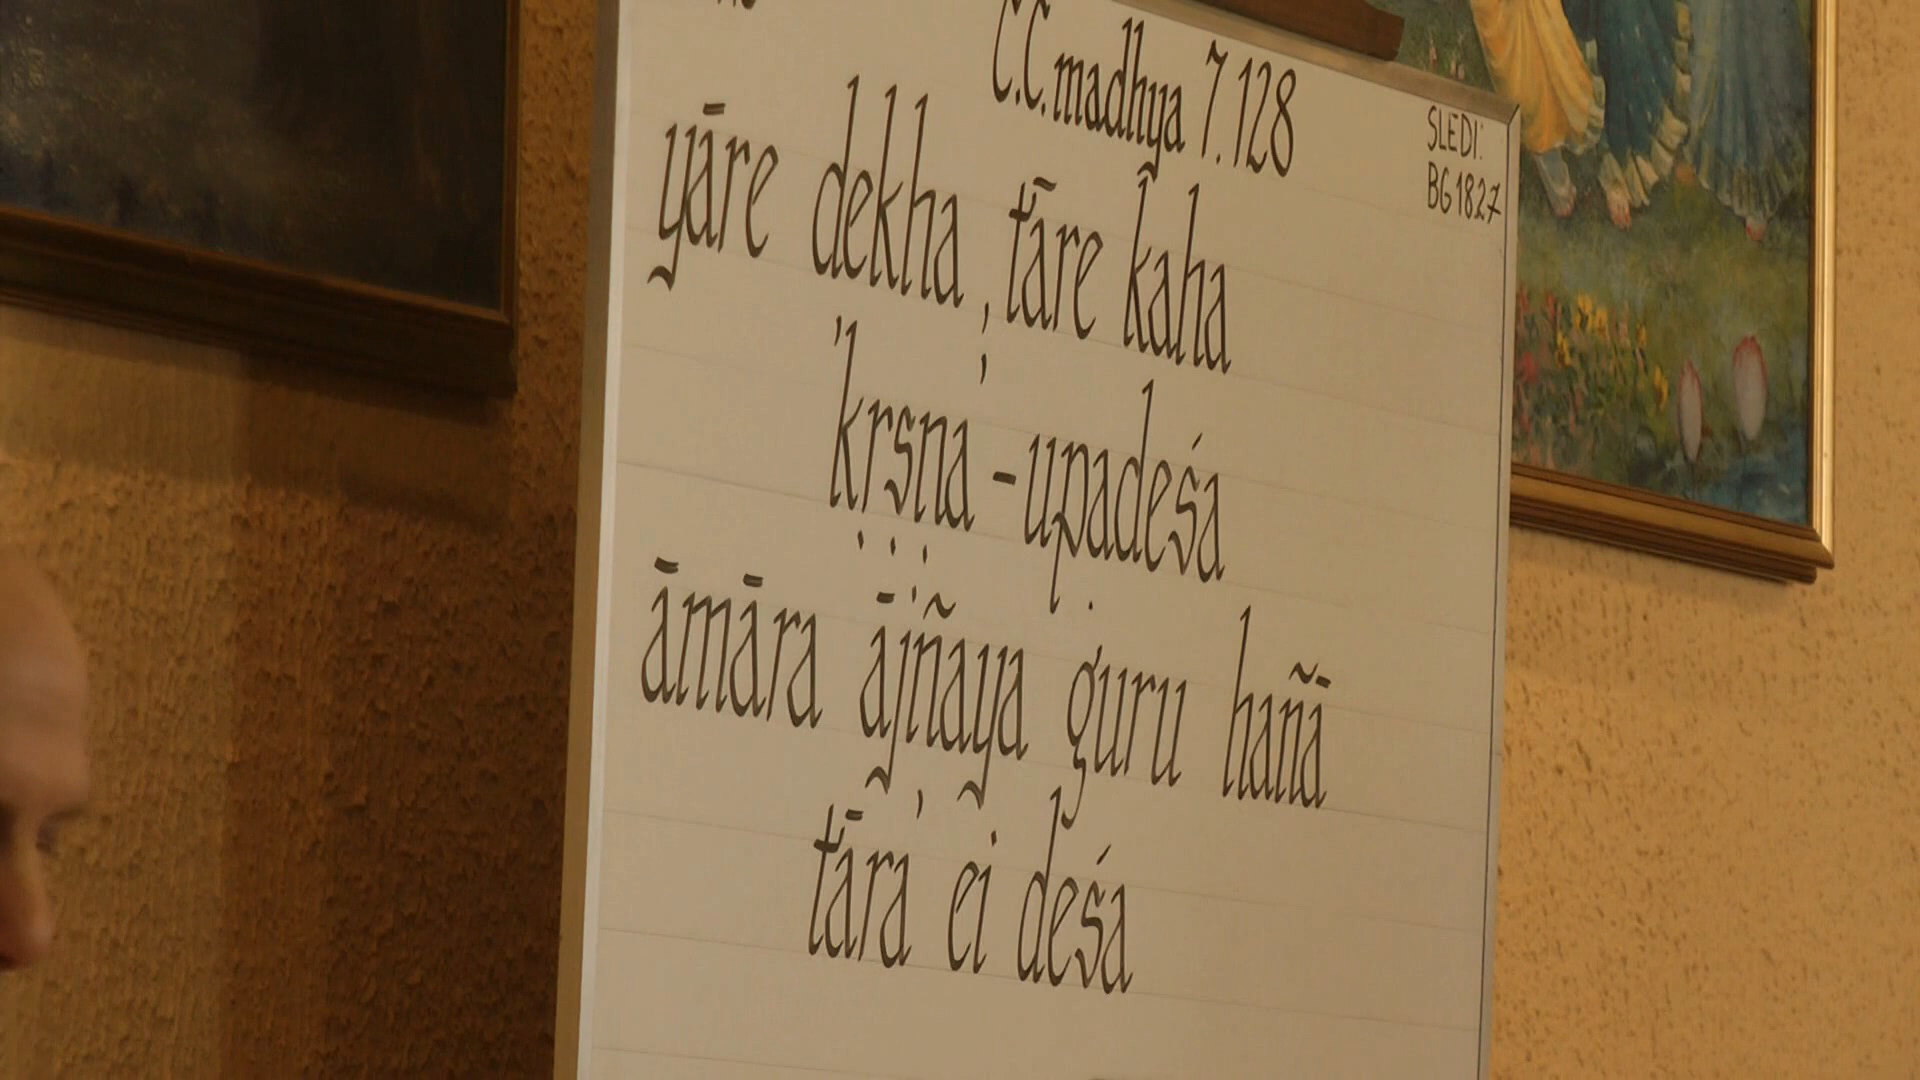 C.C. madhya 7.128
SLEDI:
BG 18.27
yāre dekha, tāre kaha
'kṛṣṇa'-upadeśa
āmāra ājñaya guru hañā
tāra' ei deśa